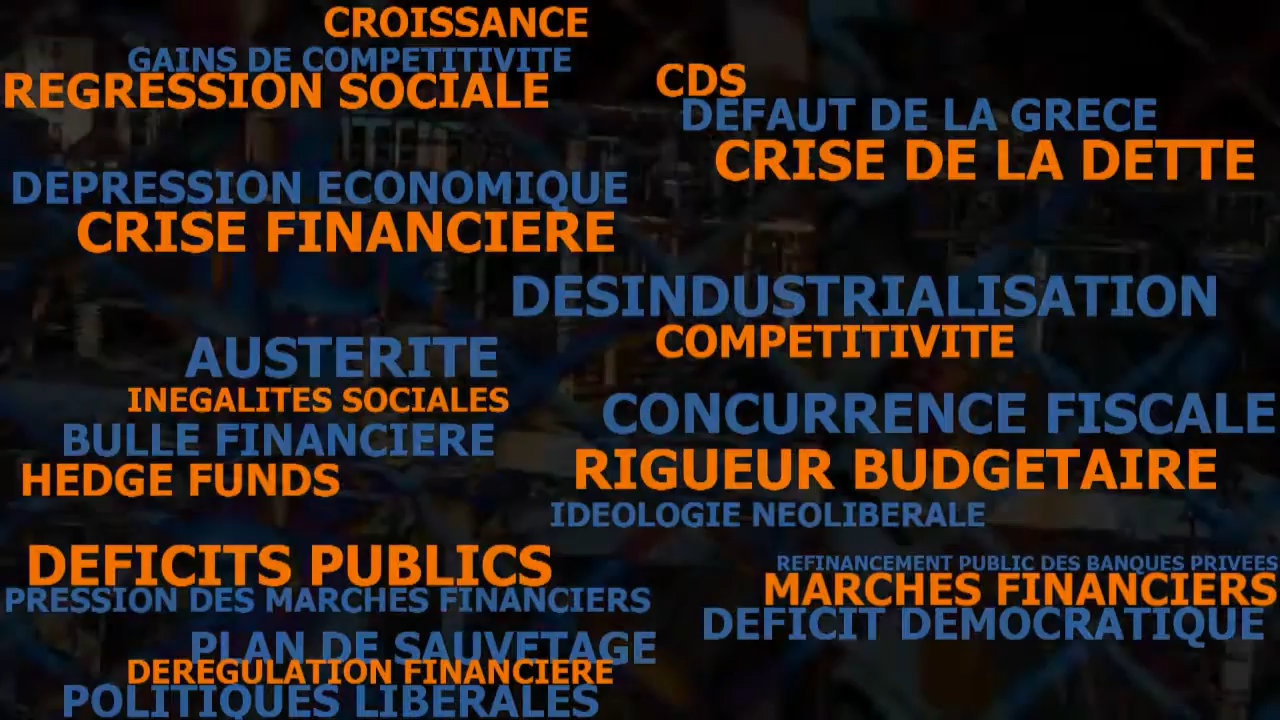 CROISSANCE
GAINS DE COMPETITIVITE
REGRESSION SOCIALE
CDS
DEFAUT DE LA GRECE
CRISE DE LA DETTE
DEPRESSION ECONOMIQUE
CRISE FINANCIERE
DESINDUSTRIALISATION
COMPETITIVITE
AUSTERITE
INEGALITES SOCIALES
BULLE FINANCIERE
HEDGE FUNDS
CONCURRENCE FISCALE
RIGUEUR BUDGETAIRE
IDEOLOGIE NEOLIBERALE
DEFICITS PUBLICS
PRESSION DES MARCHES FINANCIERS
REFINANCEMENT PUBLIC DES BANQUES PRIVEES
MARCHES FINANCIERS
DEFICIT DEMOCRATIQUE
PLAN DE SAUVETAGE
DEREGULATION FINANCIERE
POLITIQUES LIBERALES